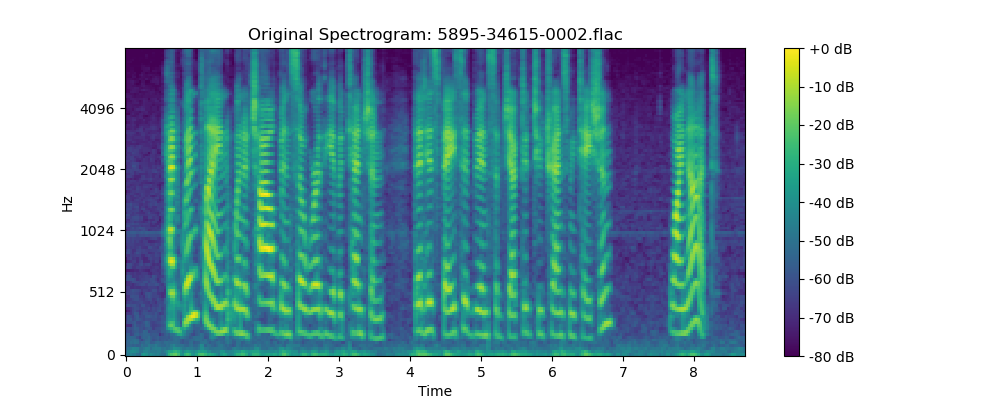 Original Spectrogram: 5895-34615-0002.flac
Hz
4096
2048
1024
512
0
0 1 2 3 4 5 6 7 8
Time
+0 dB
-10 dB
-20 dB
-30 dB
-40 dB
-50 dB
-60 dB
-70 dB
-80 dB